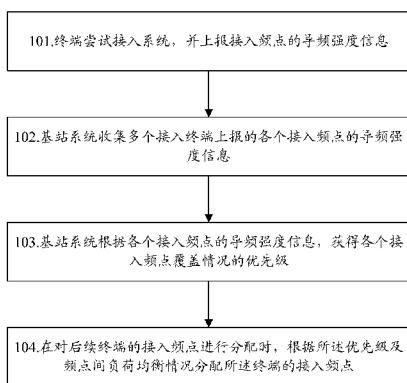 101.终端尝试接入系统，并上报接入频点的导频强度信息
102.基站系统收集多个接入终端上报的各个接入频点的导频强
度信息
103.基站系统根据各个接入频点的导频强度信息，获得各个接
入频点覆盖情况的优先级
104.在对后续终端的接入频点进行分配时，根据所述优先级及
频点间负荷均衡情况分配所述终端的接入频点